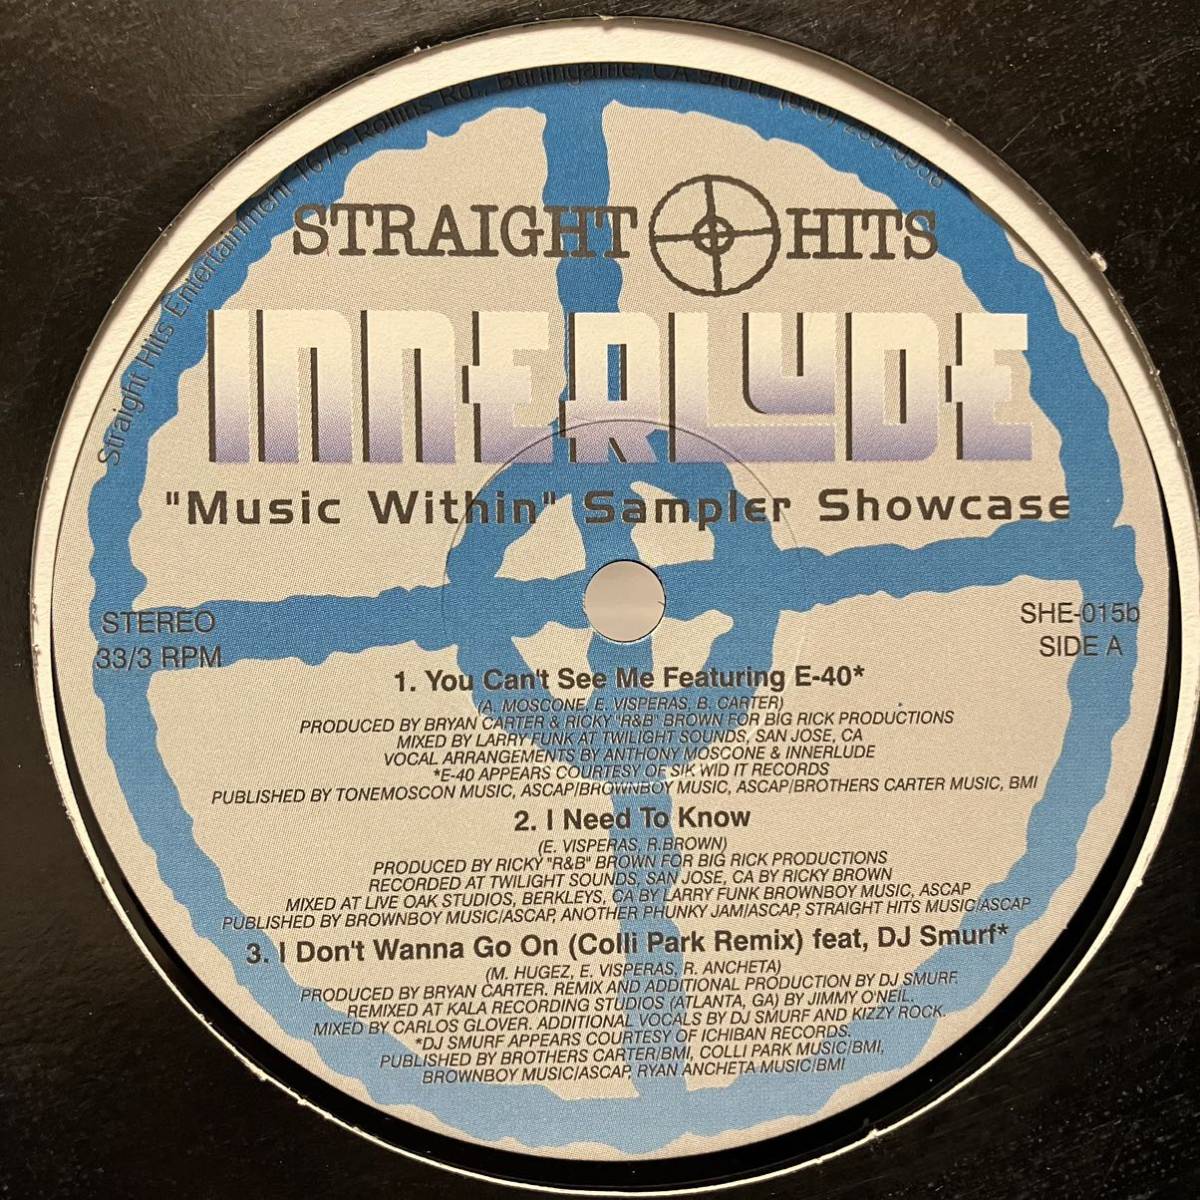 Straight Hits Entertainment 1675 Rollins Rd., Burlingame, CA 94010 (650) 259-9956
STRAIGHT HITS
INNERLUDE
"Music Within" Sampler Showcase
STEREO
33/3 RPM
SHE-015b
SIDE A
1. You Can't See Me Featuring E-40*
(A. MOSCONE, E. VISPERAS, B. CARTER)
PRODUCED BY BRYAN CARTER & RICKY "R&B" BROWN FOR BIG RICK PRODUCTIONS
MIXED BY LARRY FUNK AT TWILIGHT SOUNDS, SAN JOSE, CA
VOCAL ARRANGEMENTS BY ANTHONY MOSCONE & INNERLUDE
*E-40 APPEARS COURTESY OF SIK WID IT RECORDS
PUBLISHED BY TONEMOSCON MUSIC, ASCAP/BROWNBOY MUSIC, ASCAP/BROTHERS CARTER MUSIC, BMI
2. I Need To Know
(E. VISPERAS, R.BROWN)
PRODUCED BY RICKY "R&B" BROWN FOR BIG RICK PRODUCTIONS
RECORDED AT TWILIGHT SOUNDS, SAN JOSE, CA BY RICKY BROWN
MIXED AT LIVE OAK STUDIOS, BERKLEYS, CA BY LARRY FUNK BROWNBOY MUSIC, ASCAP
PUBLISHED BY BROWNBOY MUSIC/ASCAP, ANOTHER PHUNKY JAM/ASCAP, STRAIGHT HITS MUSIC/ASCAP
3. I Don't Wanna Go On (Colli Park Remix) feat, DJ Smurf*
(M. HUGEZ, E. VISPERAS, R. ANCHETA)
PRODUCED BY BRYAN CARTER. REMIX AND ADDITIONAL PRODUCTION BY DJ SMURF.
REMIXED AT KALA RECORDING STUDIOS (ATLANTA, GA) BY JIMMY O'NEIL.
MIXED BY CARLOS GLOVER. ADDITIONAL VOCALS BY DJ SMURF AND KIZZY ROCK.
*DJ SMURF APPEARS COURTESY OF ICHIBAN RECORDS.
PUBLISHED BY BROTHERS CARTER/BMI, COLLI PARK MUSIC/BMI,
BROWNBOY MUSIC/ASCAP, RYAN ANCHETA MUSIC/BMI